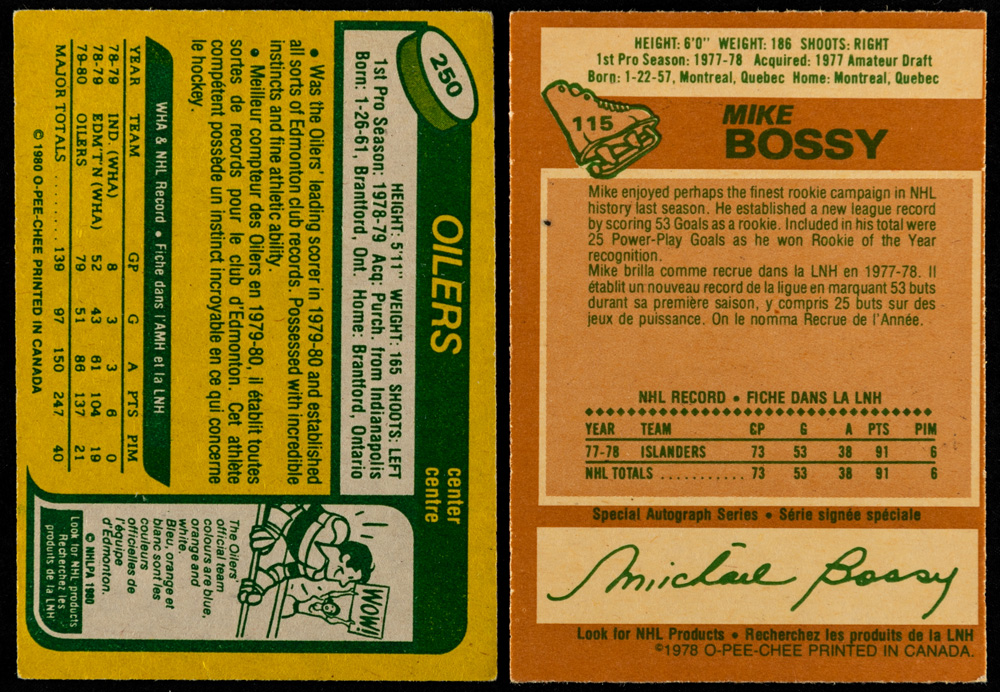 250
OILERS
center
centre
HEIGHT: 5'11" WEIGHT: 165 SHOOTS: LEFT
1st Pro Season: 1978-79 Acq: Purch. from Indianapolis
Born: 1-26-61, Brantford, Ont. Home: Brantford, Ontario
• Was the Oilers' leading scorer in 1979-80 and established
all sorts of Edmonton club records. Possessed with incredible
instincts and fine athletic ability.
• Meilleur compteur des Oilers en 1979-80, il établit toutes
sortes de records pour le club d'Edmonton. Cet athlète
compétent possède un instinct incroyable en ce qui concerne
le hockey.
WHA & NHL Record • Fiche dans l'AMH et la LNH
YEAR TEAM GP G A PTS PIM
78-79 IND. (WHA) 8 3 3 6 0
78-79 EDM'T'N (WHA) 52 43 61 104 19
79-80 OILERS 79 51 86 137 21
MAJOR TOTALS ....... 139 97 150 247 40
© 1980 O-PEE-CHEE PRINTED IN CANADA
WOW!!
The Oilers'
official team
colours are blue,
orange and
white.
Bleu, orange et
blanc sont les
couleurs
officielles de
l'équipe
d'Edmonton.
© NHLPA 1980
Look for NHL products
Recherchez les
produits de la LNH
HEIGHT: 6'0" WEIGHT: 186 SHOOTS: RIGHT
1st Pro Season: 1977-78 Acquired: 1977 Amateur Draft
Born: 1-22-57, Montreal, Quebec Home: Montreal, Quebec
115
MIKE
BOSSY
Mike enjoyed perhaps the finest rookie campaign in NHL
history last season. He established a new league record
by scoring 53 Goals as a rookie. Included in his total were
25 Power-Play Goals as he won Rookie of the Year
recognition.
Mike brilla comme recrue dans la LNH en 1977-78. Il
établit un nouveau record de la ligue en marquant 53 buts
durant sa première saison, y compris 25 buts sur des
jeux de puissance. On le nomma Recrue de l'Année.
NHL RECORD • FICHE DANS LA LNH
YEAR TEAM GP G A PTS PIM
77-78 ISLANDERS 73 53 38 91 6
NHL TOTALS ............ 73 53 38 91 6
Special Autograph Series • Série signée spéciale
Michael Bossy
Look for NHL Products • Recherchez les produits de la LNH
©1978 O-PEE-CHEE PRINTED IN CANADA.